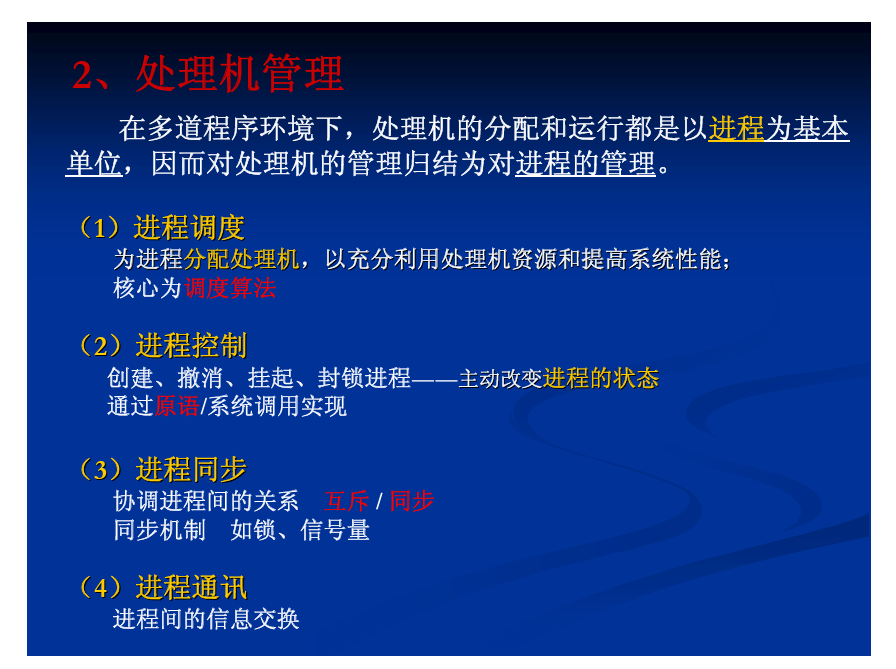 2、处理机管理
在多道程序环境下，处理机的分配和运行都是以进程为基本
单位，因而对处理机的管理归结为对进程的管理。
（1）进程调度
为进程分配处理机，以充分利用处理机资源和提高系统性能；
核心为调度算法
（2）进程控制
创建、撤消、挂起、封锁进程——主动改变进程的状态
通过原语/系统调用实现
（3）进程同步
协调进程间的关系　互斥 / 同步
同步机制　如锁、信号量
（4）进程通讯
进程间的信息交换